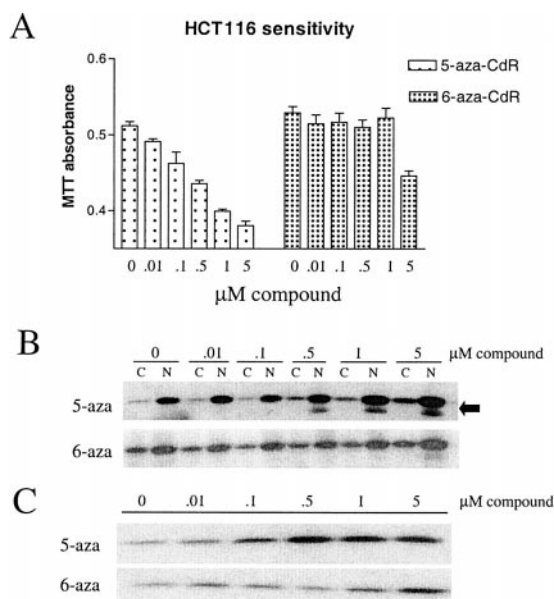 A
HCT116 sensitivity
0.6
0.5
0.4
MTT absorbance
5-aza-CdR
6-aza-CdR
0 .01 .1 .5 1 5 0 .01 .1 .5 1 5
μM compound
B
0 .01 .1 .5 1 5 μM compound
C N C N C N C N C N C N
5-aza
6-aza
C
0 .01 .1 .5 1 5 μM compound
5-aza
6-aza